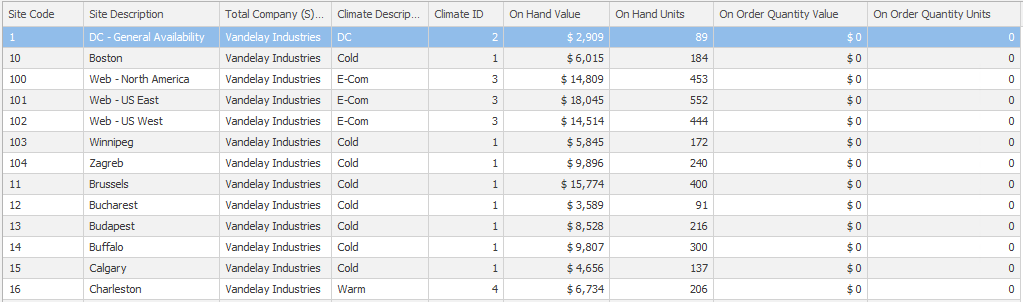 Site Code Site Description Total Company (S)... Climate Descrip... Climate ID On Hand Value On Hand Units On Order Quantity Value On Order Quantity Units
1 DC - General Availability Vandelay Industries DC 2 $ 2,909 89 $ 0 0
10 Boston Vandelay Industries Cold 1 $ 6,015 184 $ 0 0
100 Web - North America Vandelay Industries E-Com 3 $ 14,809 453 $ 0 0
101 Web - US East Vandelay Industries E-Com 3 $ 18,045 552 $ 0 0
102 Web - US West Vandelay Industries E-Com 3 $ 14,514 444 $ 0 0
103 Winnipeg Vandelay Industries Cold 1 $ 5,845 172 $ 0 0
104 Zagreb Vandelay Industries Cold 1 $ 9,896 240 $ 0 0
11 Brussels Vandelay Industries Cold 1 $ 15,774 400 $ 0 0
12 Bucharest Vandelay Industries Cold 1 $ 3,589 91 $ 0 0
13 Budapest Vandelay Industries Cold 1 $ 8,528 216 $ 0 0
14 Buffalo Vandelay Industries Cold 1 $ 9,807 300 $ 0 0
15 Calgary Vandelay Industries Cold 1 $ 4,656 137 $ 0 0
16 Charleston Vandelay Industries Warm 4 $ 6,734 206 $ 0 0